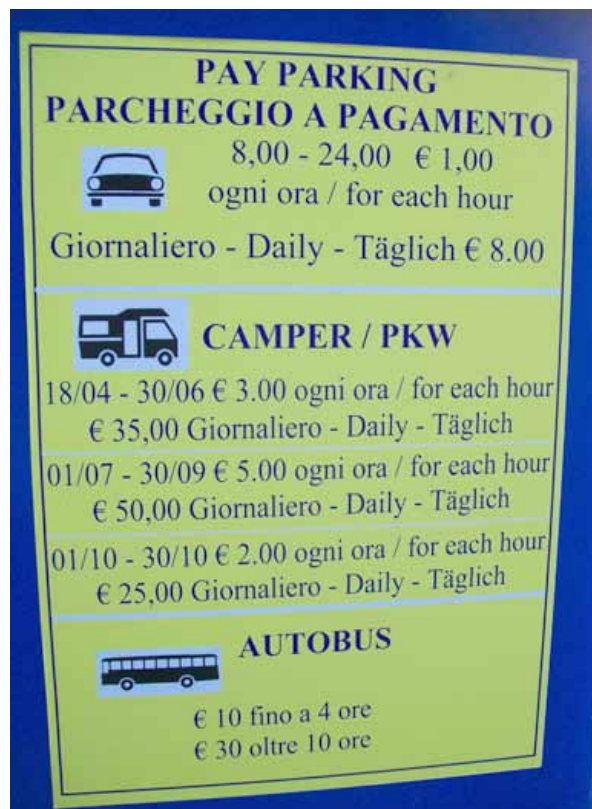 PAY PARKING
PARCHEGGIO A PAGAMENTO
8,00 - 24,00 € 1,00
ogni ora / for each hour
Giornaliero - Daily - Täglich € 8.00
CAMPER / PKW
18/04 - 30/06 € 3.00 ogni ora / for each hour
€ 35,00 Giornaliero - Daily - Täglich
01/07 - 30/09 € 5.00 ogni ora / for each hour
€ 50,00 Giornaliero - Daily - Täglich
01/10 - 30/10 € 2.00 ogni ora / for each hour
€ 25,00 Giornaliero - Daily - Täglich
AUTOBUS
€ 10 fino a 4 ore
€ 30 oltre 10 ore